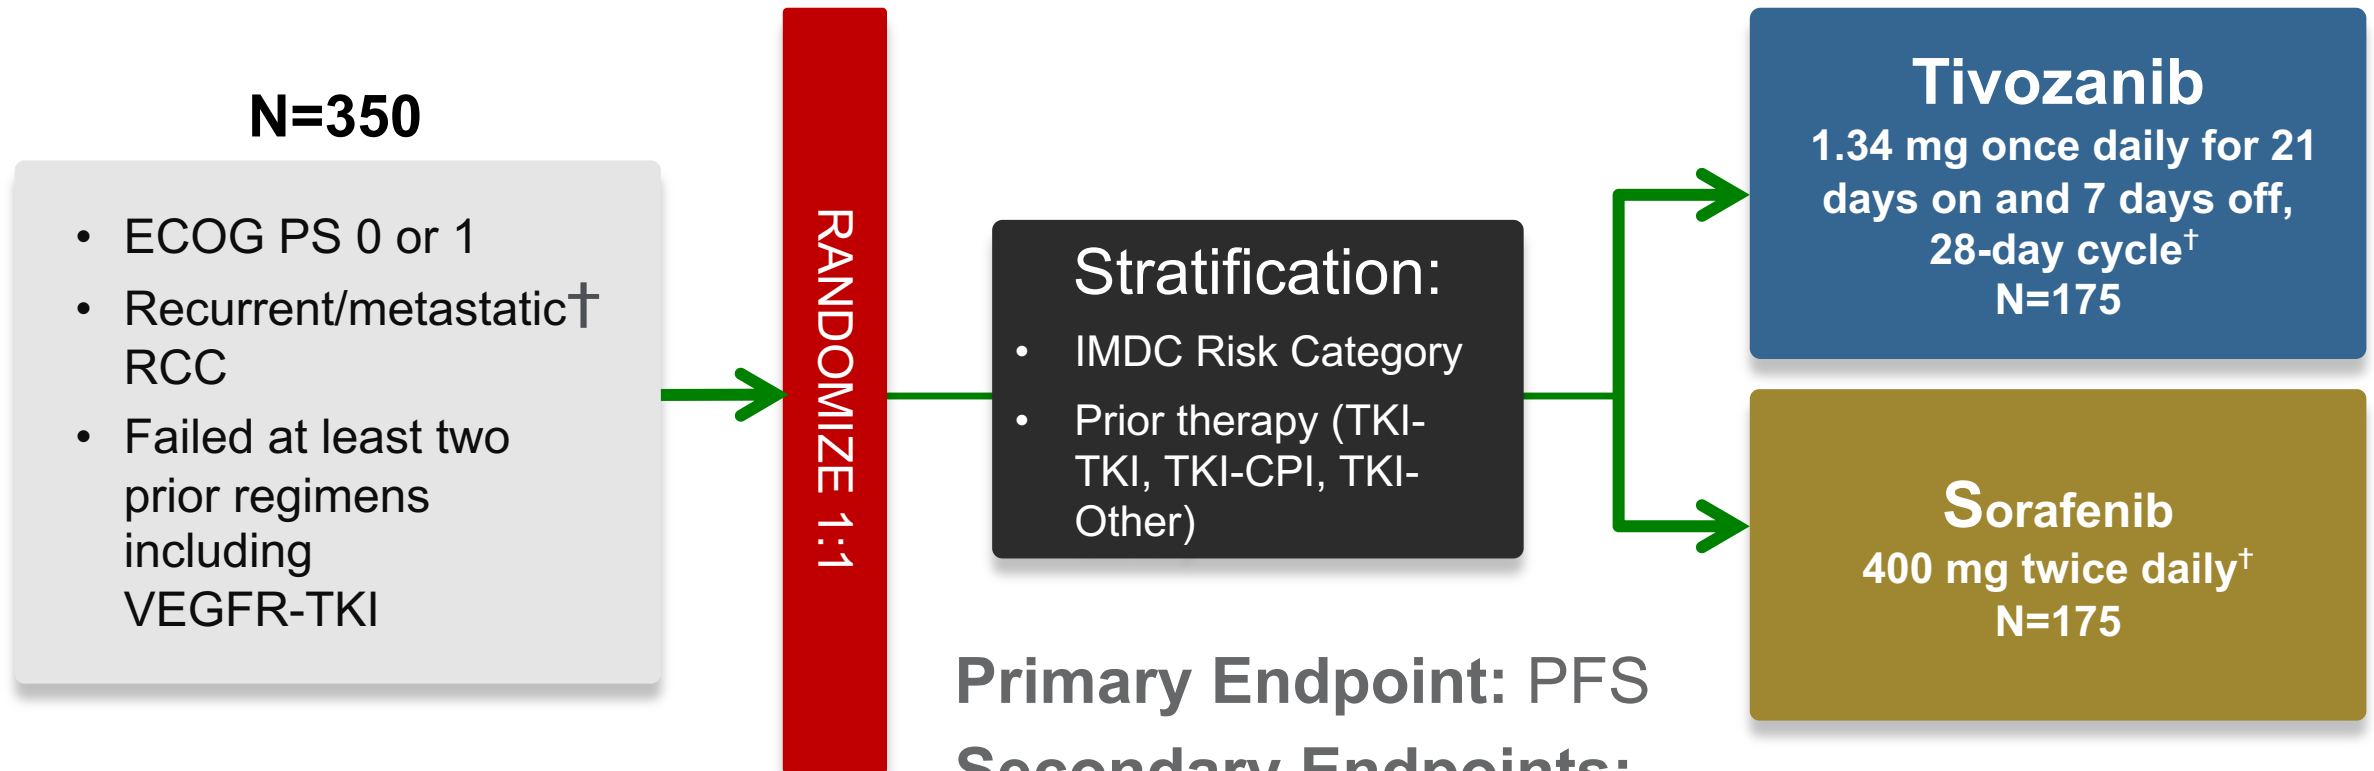 N=350
• ECOG PS 0 or 1
• Recurrent/metastatic†
RCC
• Failed at least two
prior regimens
including
VEGFR-TKI
RANDOMIZE 1:1
Stratification:
• IMDC Risk Category
• Prior therapy (TKI-
TKI, TKI-CPI, TKI-
Other)
Tivozanib
1.34 mg once daily for 21
days on and 7 days off,
28-day cycle†
N=175
Sorafenib
400 mg twice daily†
N=175
Primary Endpoint: PFS
Secondary Endpoints: